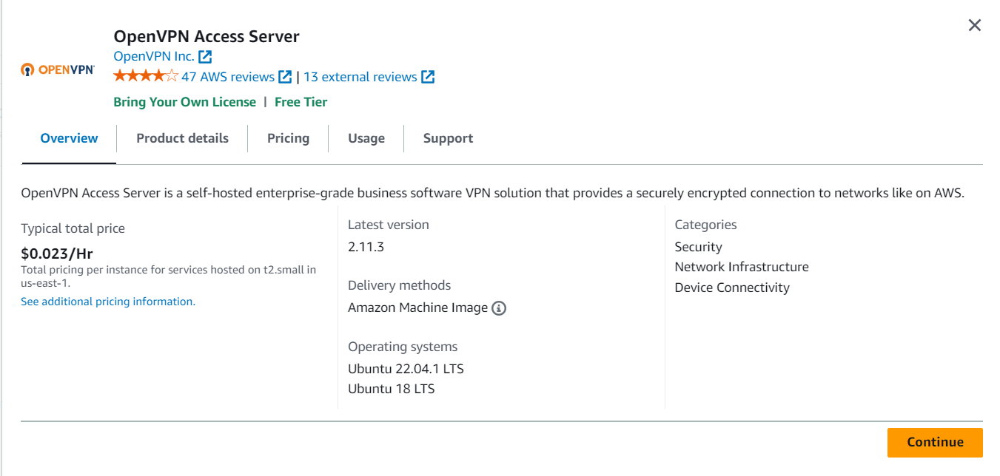 OpenVPN Access Server
OpenVPN Inc.
OPENVPN
47 AWS reviews | 13 external reviews
Bring Your Own License | Free Tier
Overview
Product details
Pricing
Usage
Support
OpenVPN Access Server is a self-hosted enterprise-grade business software VPN solution that provides a securely encrypted connection to networks like on AWS.
Typical total price
$0.023/Hr
Total pricing per instance for services hosted on t2.small in
us-east-1.
See additional pricing information.
Latest version
2.11.3
Delivery methods
Amazon Machine Image
Operating systems
Ubuntu 22.04.1 LTS
Ubuntu 18 LTS
Categories
Security
Network Infrastructure
Device Connectivity
Continue